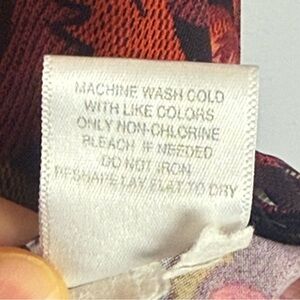 MACHINE WASH COLD
WITH LIKE COLORS
ONLY NON-CHLORINE
BLEACH IF NEEDED
DO NOT IRON
RESHAPE LAY FLAT TO DRY